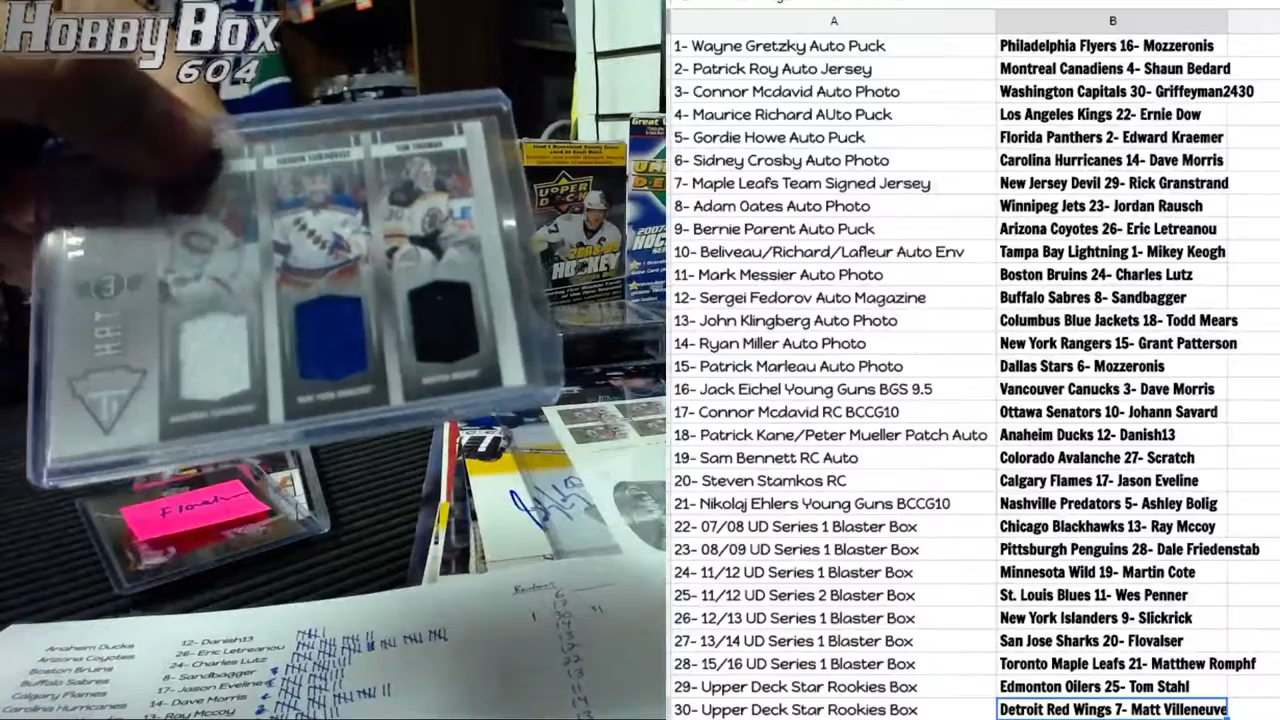 HobbyBox
604
TIM THOMAS
HAT
3
UPPER
DECK
2008-09
HOCKEY
Great
2007-
HOC
Floater
A
B
1- Wayne Gretzky Auto Puck Philadelphia Flyers 16- Mozzeronis
2- Patrick Roy Auto Jersey Montreal Canadiens 4- Shaun Bedard
3- Connor Mcdavid Auto Photo Washington Capitals 30- Griffeyman2430
4- Maurice Richard AUto Puck Los Angeles Kings 22- Ernie Dow
5- Gordie Howe Auto Puck Florida Panthers 2- Edward Kraemer
6- Sidney Crosby Auto Photo Carolina Hurricanes 14- Dave Morris
7- Maple Leafs Team Signed Jersey New Jersey Devil 29- Rick Granstrand
8- Adam Oates Auto Photo Winnipeg Jets 23- Jordan Rausch
9- Bernie Parent Auto Puck Arizona Coyotes 26- Eric Letreanou
10- Beliveau/Richard/Lafleur Auto Env Tampa Bay Lightning 1- Mikey Keogh
11- Mark Messier Auto Photo Boston Bruins 24- Charles Lutz
12- Sergei Fedorov Auto Magazine Buffalo Sabres 8- Sandbagger
13- John Klingberg Auto Photo Columbus Blue Jackets 18- Todd Mears
14- Ryan Miller Auto Photo New York Rangers 15- Grant Patterson
15- Patrick Marleau Auto Photo Dallas Stars 6- Mozzeronis
16- Jack Eichel Young Guns BGS 9.5 Vancouver Canucks 3- Dave Morris
17- Connor Mcdavid RC BCCG10 Ottawa Senators 10- Johann Savard
18- Patrick Kane/Peter Mueller Patch Auto Anaheim Ducks 12- Danish13
19- Sam Bennett RC Auto Colorado Avalanche 27- Scratch
20- Steven Stamkos RC Calgary Flames 17- Jason Eveline
21- Nikolaj Ehlers Young Guns BCCG10 Nashville Predators 5- Ashley Bolig
22- 07/08 UD Series 1 Blaster Box Chicago Blackhawks 13- Ray Mccoy
23- 08/09 UD Series 1 Blaster Box Pittsburgh Penguins 28- Dale Friedenstab
24- 11/12 UD Series 1 Blaster Box Minnesota Wild 19- Martin Cote
25- 11/12 UD Series 2 Blaster Box St. Louis Blues 11- Wes Penner
26- 12/13 UD Series 1 Blaster Box New York Islanders 9- Slickrick
27- 13/14 UD Series 1 Blaster Box San Jose Sharks 20- Flovalser
28- 15/16 UD Series 1 Blaster Box Toronto Maple Leafs 21- Matthew Romphf
29- Upper Deck Star Rookies Box Edmonton Oilers 25- Tom Stahl
30- Upper Deck Star Rookies Box Detroit Red Wings 7- Matt Villeneuve
Anaheim Ducks 12- Danish13
Arizona Coyotes 26- Eric Letreanou
Boston Bruins 24- Charles Lutz
Buffalo Sabres 8- Sandbagger
Calgary Flames 17- Jason Eveline
Carolina Hurricanes 14- Dave Morris
13- Ray Mccoy
6
17
30
14